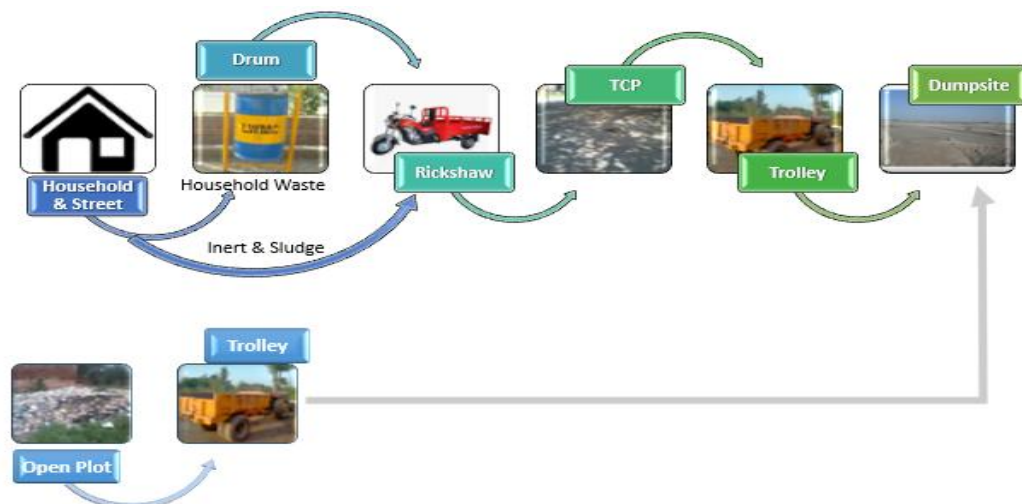 Drum
TCP
Dumpsite
Household
& Street
Household Waste
Rickshaw
Trolley
Inert & Sludge
Trolley
Open Plot